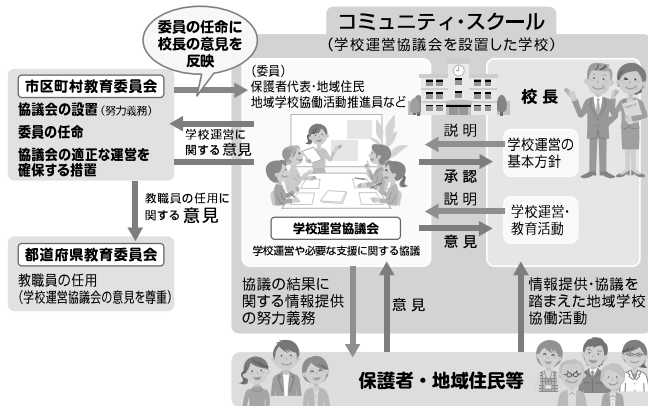 コミュニティ・スクール
(学校運営協議会を設置した学校)
委員の任命に
校長の意見を
反映
市区町村教育委員会
協議会の設置(努力義務)
委員の任命
協議会の適正な運営を
確保する措置
学校運営に
関する意見
教職員の任用に
関する意見
都道府県教育委員会
教職員の任用
(学校運営協議会の意見を尊重)
(委員)
保護者代表・地域住民
地域学校協働活動推進員など
学校運営協議会
学校運営や必要な支援に関する協議
説明
承認
説明
意見
校長
学校運営の
基本方針
学校運営・
教育活動
協議の結果に
関する情報提供
の努力義務
意見
情報提供・協議を
踏まえた地域学校
協働活動
保護者・地域住民等